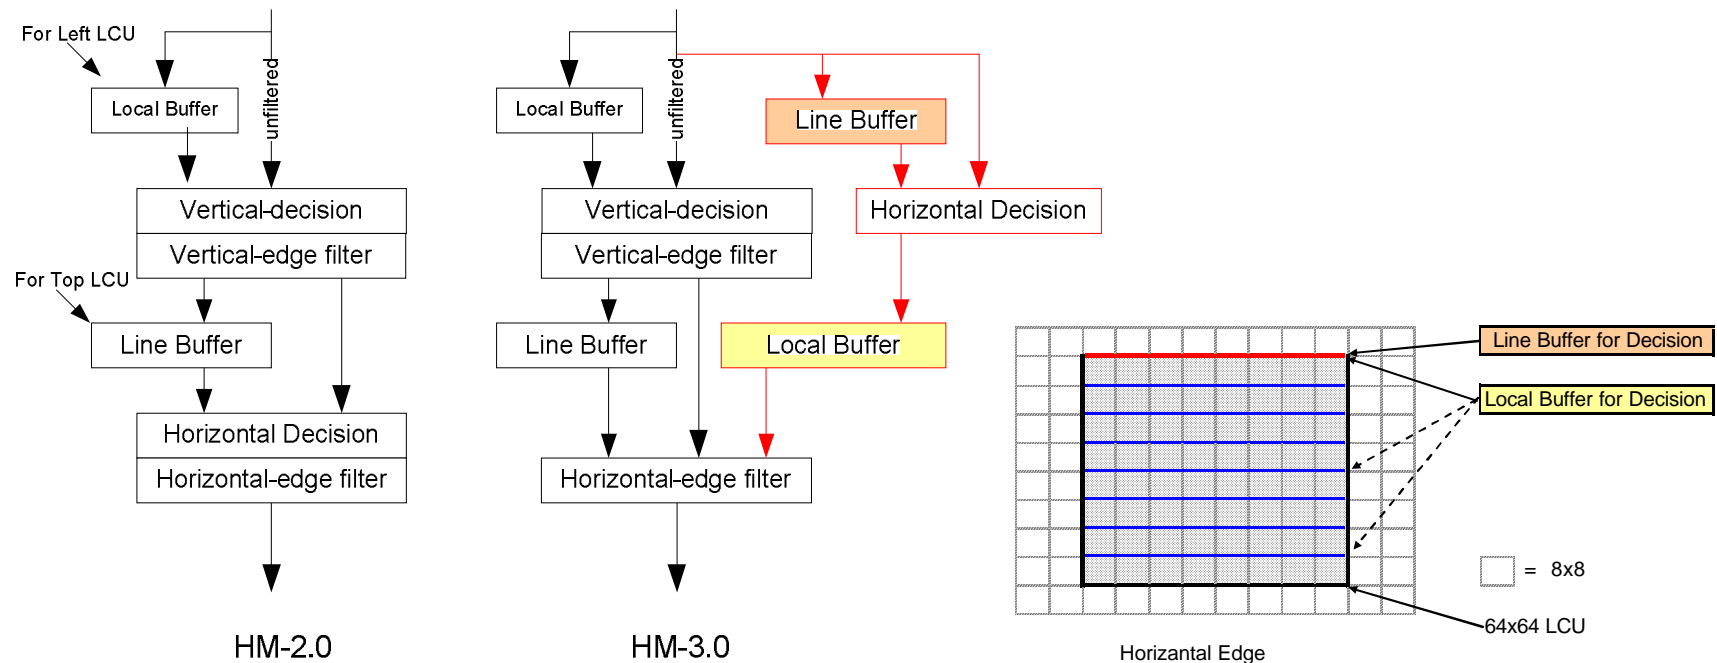 For Left LCU
Local Buffer
unfiltered
Vertical-decision
Vertical-edge filter
For Top LCU
Line Buffer
Horizontal Decision
Horizontal-edge filter
HM-2.0
Local Buffer
unfiltered
Line Buffer
Vertical-decision
Horizontal Decision
Vertical-edge filter
Line Buffer
Local Buffer
Horizontal-edge filter
HM-3.0
Line Buffer for Decision
Local Buffer for Decision
= 8x8
64x64 LCU
Horizantal Edge